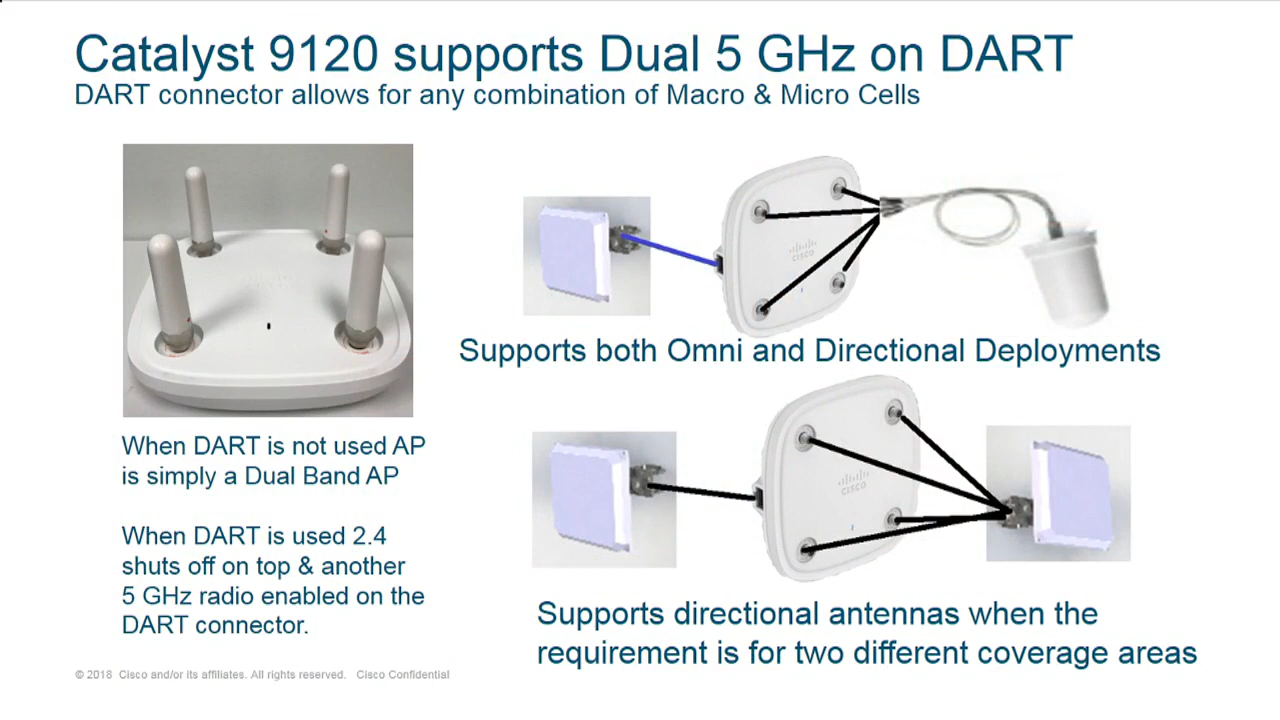 Catalyst 9120 supports Dual 5 GHz on DART
DART connector allows for any combination of Macro & Micro Cells
CISCO
Supports both Omni and Directional Deployments
When DART is not used AP
is simply a Dual Band AP
When DART is used 2.4
shuts off on top & another
5 GHz radio enabled on the
DART connector.
CISCO
Supports directional antennas when the
requirement is for two different coverage areas
© 2018 Cisco and/or its affiliates. All rights reserved. Cisco Confidential